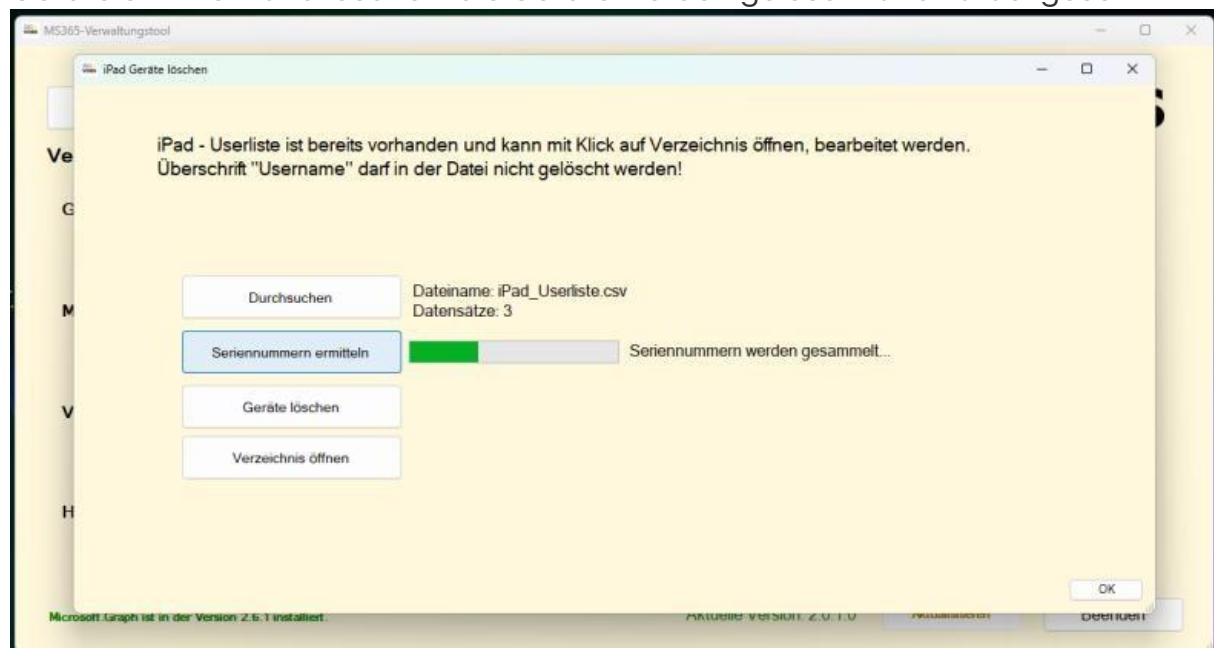 MS365-Verwaltungstool
iPad Geräte löschen
iPad - Userliste ist bereits vorhanden und kann mit Klick auf Verzeichnis öffnen, bearbeitet werden.
Überschrift "Username" darf in der Datei nicht gelöscht werden!
Ve
G
M
V
H
Durchsuchen
Dateiname: iPad_Userliste.csv
Datensätze: 3
Seriennummern ermitteln
Seriennummern werden gesammelt...
Geräte löschen
Verzeichnis öffnen
OK
Microsoft.Graph ist in der Version 2.6.1 installiert.
Aktuelle Version: 2.0.1.0
Aktualisieren
Beenden